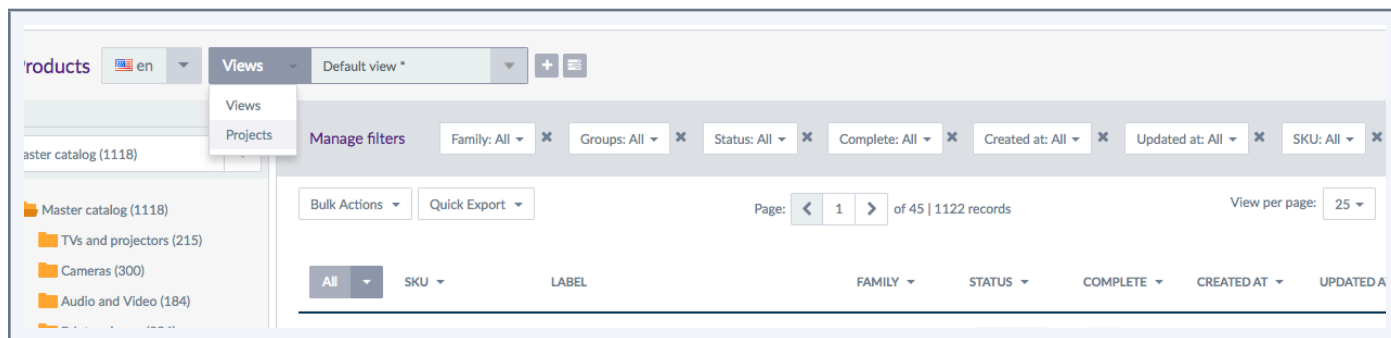 roducts en Views Default view *
Views
Projects
Manage filters Family: All Groups: All Status: All Complete: All Created at: All Updated at: All SKU: All
aster catalog (1118)
Bulk Actions Quick Export Page: 1 of 45 | 1122 records View per page: 25
Master catalog (1118)
TVs and projectors (215)
Cameras (300)
Audio and Video (184)
All SKU LABEL FAMILY STATUS COMPLETE CREATED AT UPDATED A